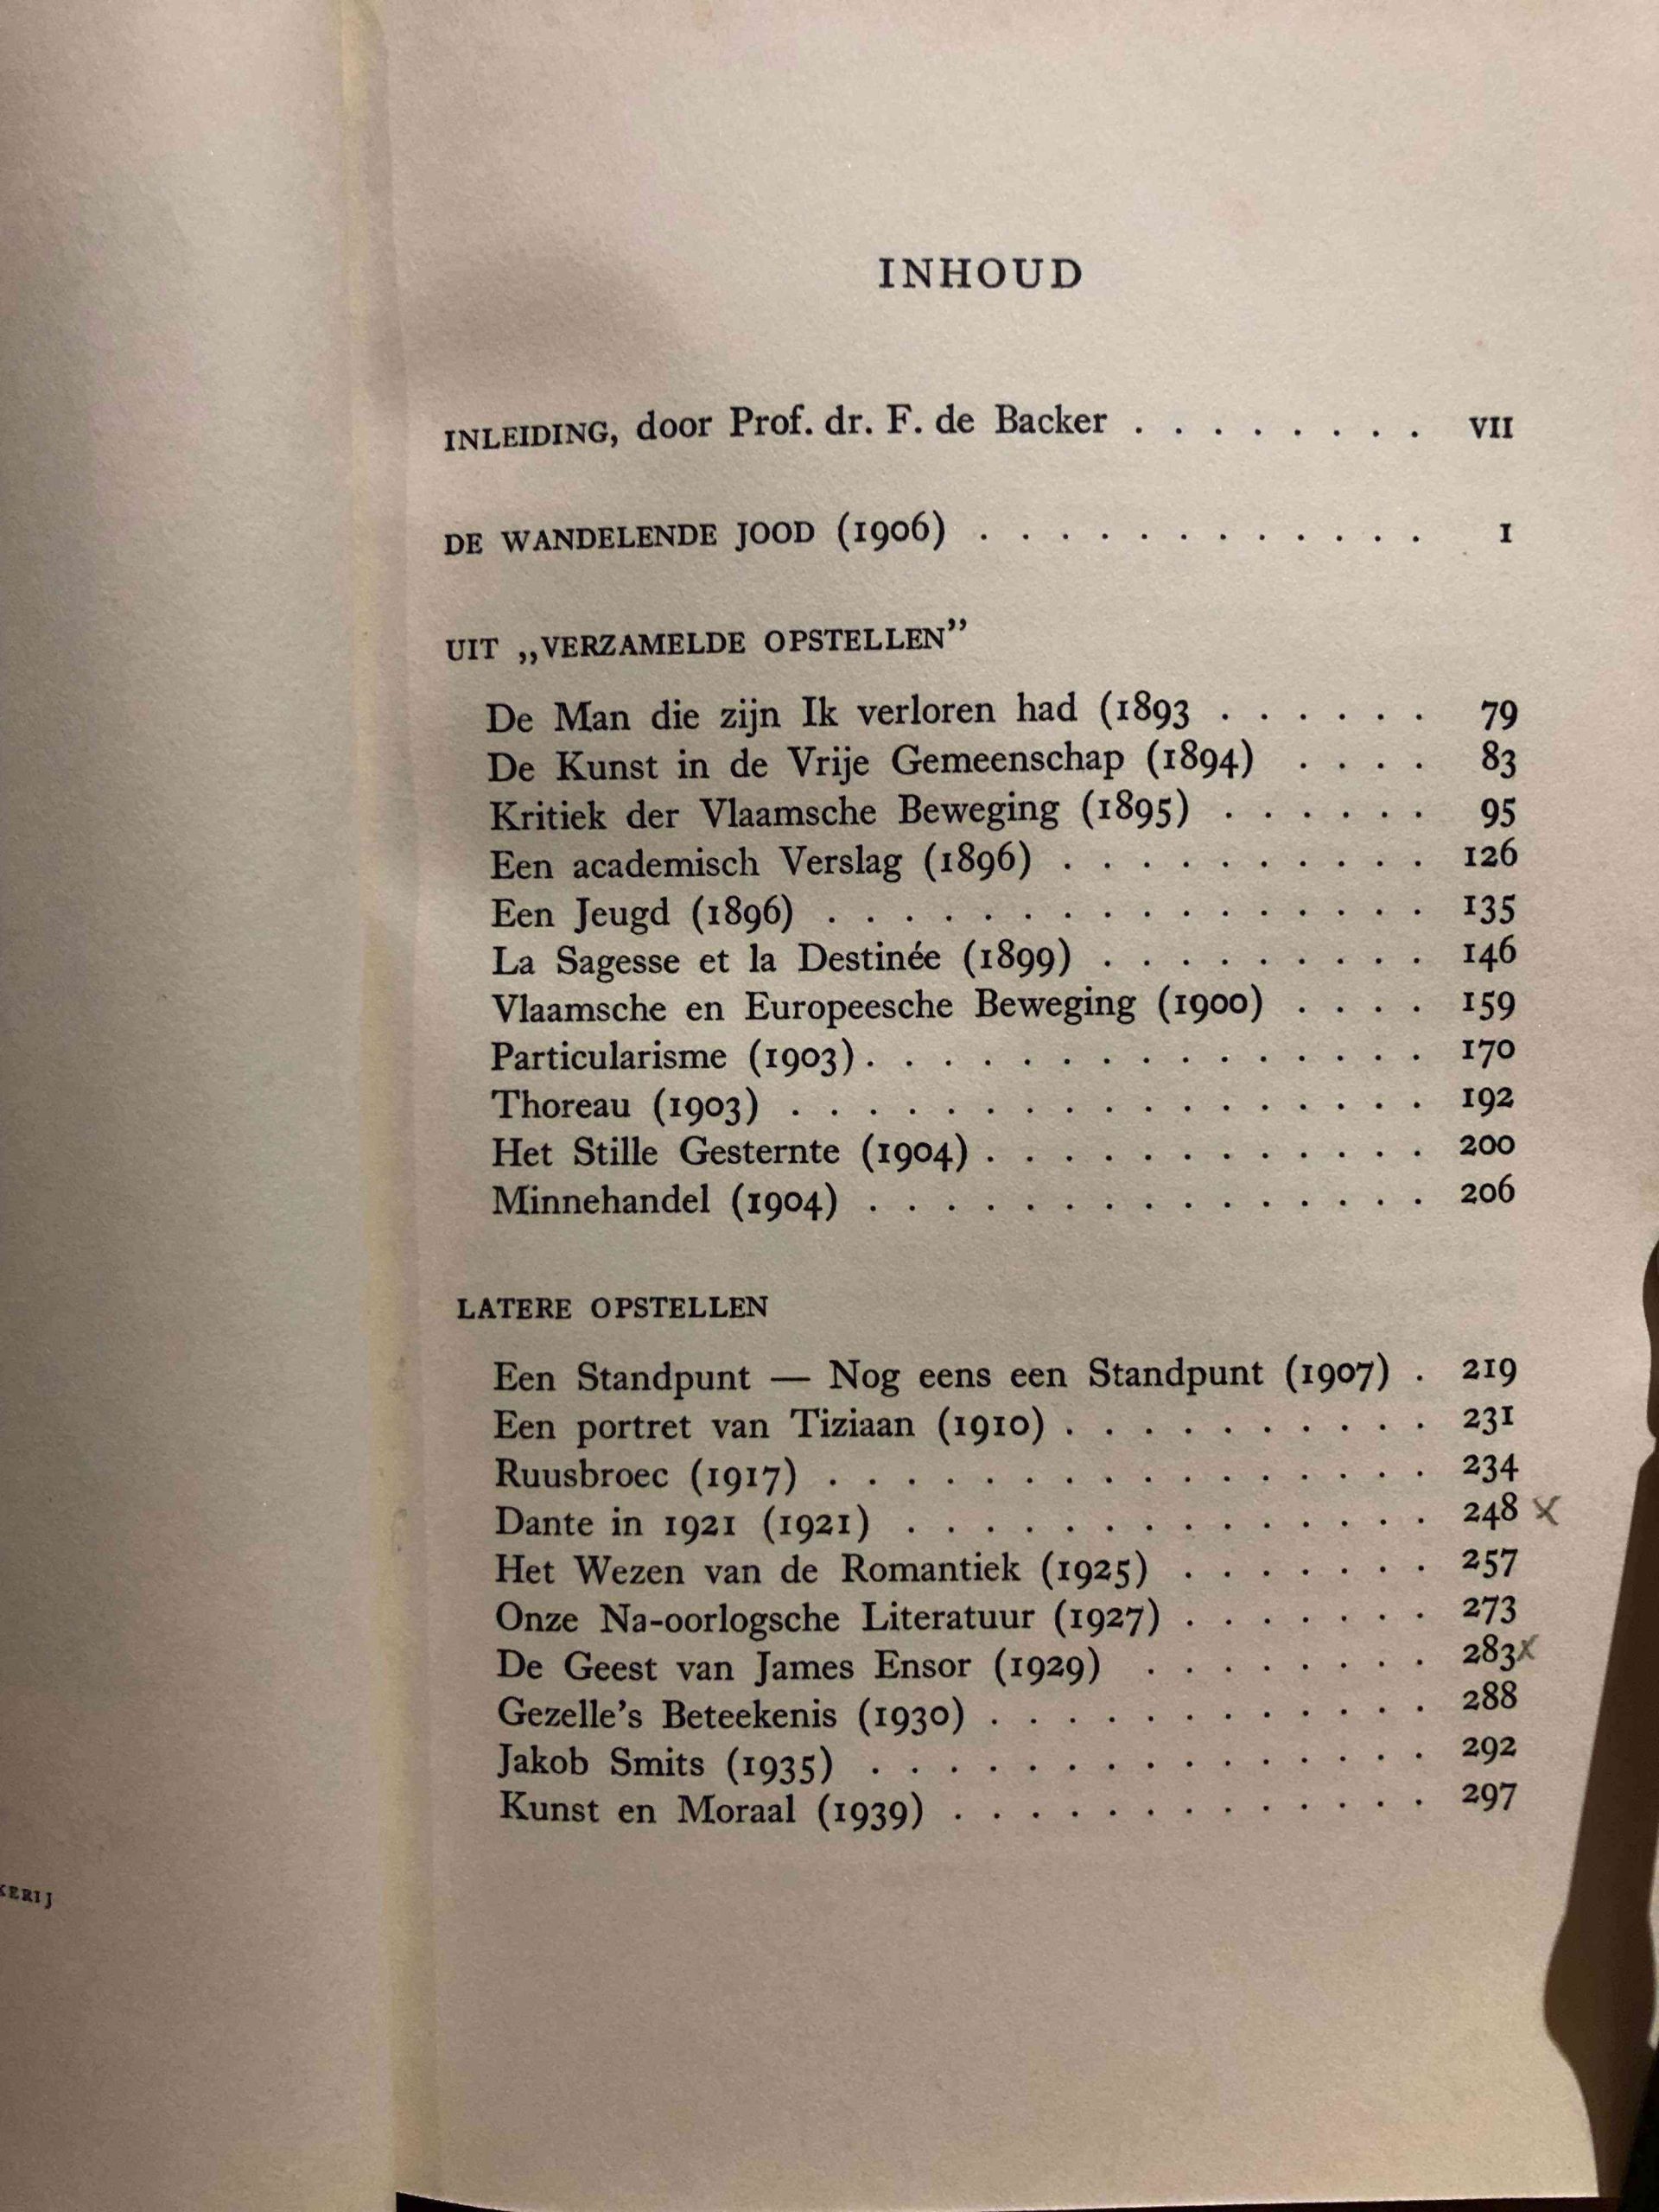 INHOUD
INLEIDING, door Prof. dr. F. de Backer . . . . . . . . VII
DE WANDELENDE JOOD (1906) . . . . . . . . . . . . 1
UIT „VERZAMELDE OPSTELLEN”
De Man die zijn Ik verloren had (1893 . . . . . . 79
De Kunst in de Vrije Gemeenschap (1894) . . . . 83
Kritiek der Vlaamsche Beweging (1895) . . . . . . 95
Een academisch Verslag (1896) . . . . . . . . . . 126
Een Jeugd (1896) . . . . . . . . . . . . . . . . 135
La Sagesse et la Destinée (1899) . . . . . . . . . 146
Vlaamsche en Europeesche Beweging (1900) . . . . 159
Particularisme (1903) . . . . . . . . . . . . . . . 170
Thoreau (1903) . . . . . . . . . . . . . . . . . 192
Het Stille Gesternte (1904) . . . . . . . . . . . . 200
Minnehandel (1904) . . . . . . . . . . . . . . . 206
LATERE OPSTELLEN
Een Standpunt — Nog eens een Standpunt (1907) . 219
Een portret van Tiziaan (1910) . . . . . . . . . . 231
Ruusbroec (1917) . . . . . . . . . . . . . . . . 234
Dante in 1921 (1921) . . . . . . . . . . . . . . 248 x
Het Wezen van de Romantiek (1925) . . . . . . . 257
Onze Na-oorlogsche Literatuur (1927) . . . . . . . 273
De Geest van James Ensor (1929) . . . . . . . . 283x
Gezelle’s Beteekenis (1930) . . . . . . . . . . . . 288
Jakob Smits (1935) . . . . . . . . . . . . . . . 292
Kunst en Moraal (1939) . . . . . . . . . . . . . 297
KERIJ